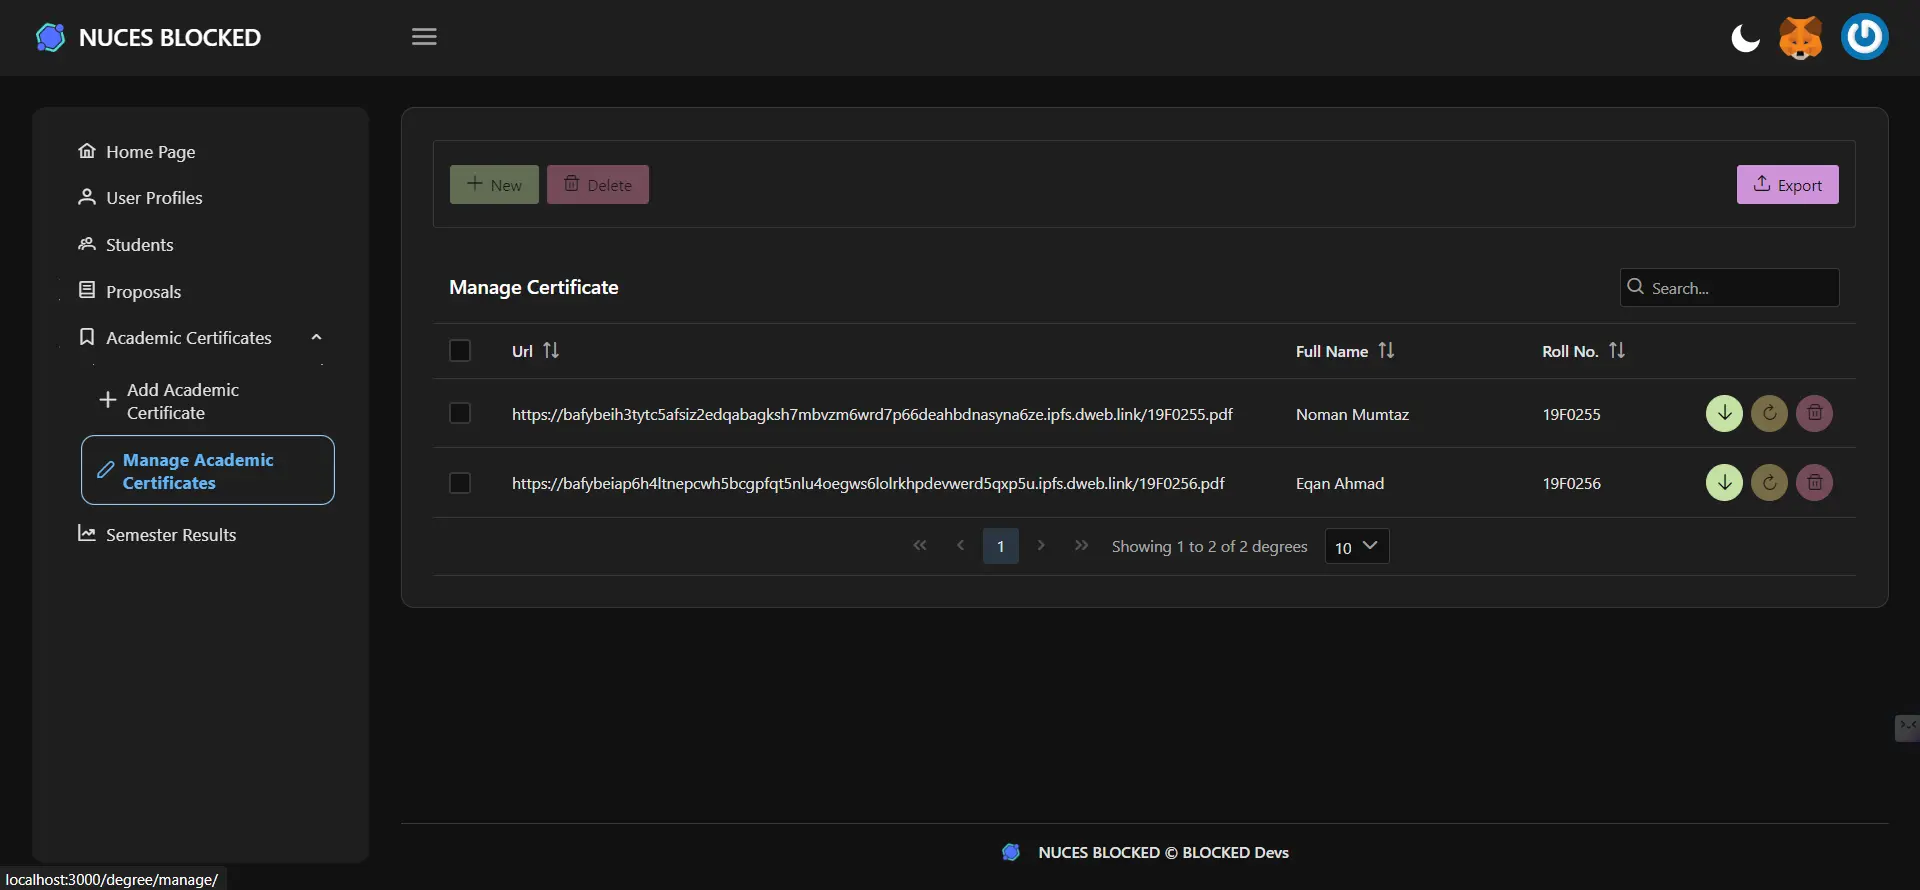 NUCES BLOCKED
Home Page
User Profiles
Students
Proposals
Academic Certificates
Add Academic
Certificate
Manage Academic
Certificates
Semester Results
New
Delete
Export
Manage Certificate
Search...
Url
Full Name
Roll No.
https://bafybeih3tytc5afsiz2edqabagksh7mbvzm6wrd7p66deahbdnasyna6ze.ipfs.dweb.link/19F0255.pdf
Noman Mumtaz
19F0255
https://bafybeiap6h4ltnepcwh5bcgpfqt5nlu4oegws6lolrkhpdevwerd5qxp5u.ipfs.dweb.link/19F0256.pdf
Eqan Ahmad
19F0256
1
Showing 1 to 2 of 2 degrees
10
NUCES BLOCKED © BLOCKED Devs
localhost:3000/degree/manage/